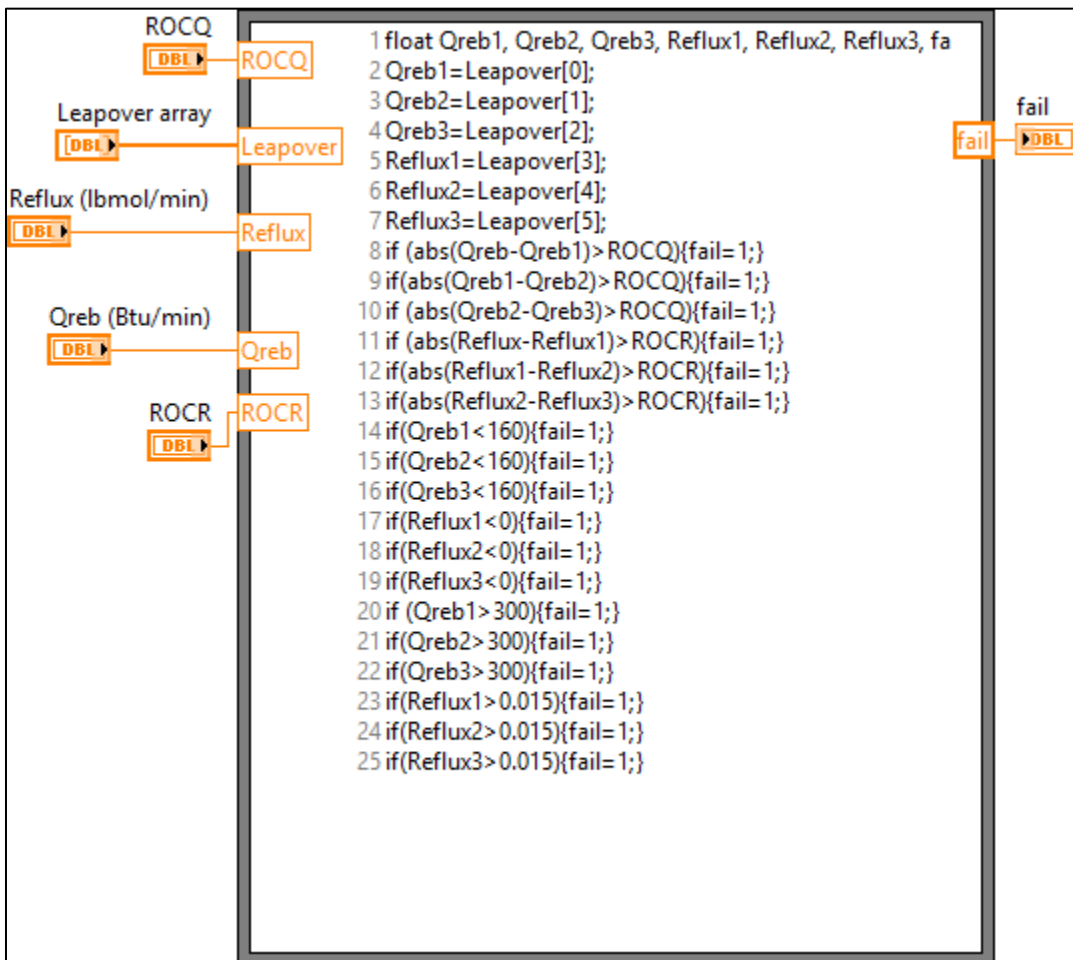 ROCQ
DBL
ROCQ
Leapover array
[DBL]
Leapover
Reflux (lbmol/min)
DBL
Reflux
Qreb (Btu/min)
DBL
Qreb
ROCR
DBL
ROCR
1 float Qreb1, Qreb2, Qreb3, Reflux1, Reflux2, Reflux3, fa
2 Qreb1=Leapover[0];
3 Qreb2=Leapover[1];
4 Qreb3=Leapover[2];
5 Reflux1=Leapover[3];
6 Reflux2=Leapover[4];
7 Reflux3=Leapover[5];
8 if (abs(Qreb-Qreb1)>ROCQ){fail=1;}
9 if(abs(Qreb1-Qreb2)>ROCQ){fail=1;}
10 if (abs(Qreb2-Qreb3)>ROCQ){fail=1;}
11 if (abs(Reflux-Reflux1)>ROCR){fail=1;}
12 if(abs(Reflux1-Reflux2)>ROCR){fail=1;}
13 if(abs(Reflux2-Reflux3)>ROCR){fail=1;}
14 if(Qreb1<160){fail=1;}
15 if(Qreb2<160){fail=1;}
16 if(Qreb3<160){fail=1;}
17 if(Reflux1<0){fail=1;}
18 if(Reflux2<0){fail=1;}
19 if(Reflux3<0){fail=1;}
20 if (Qreb1>300){fail=1;}
21 if(Qreb2>300){fail=1;}
22 if(Qreb3>300){fail=1;}
23 if(Reflux1>0.015){fail=1;}
24 if(Reflux2>0.015){fail=1;}
25 if(Reflux3>0.015){fail=1;}
fail
fail
DBL